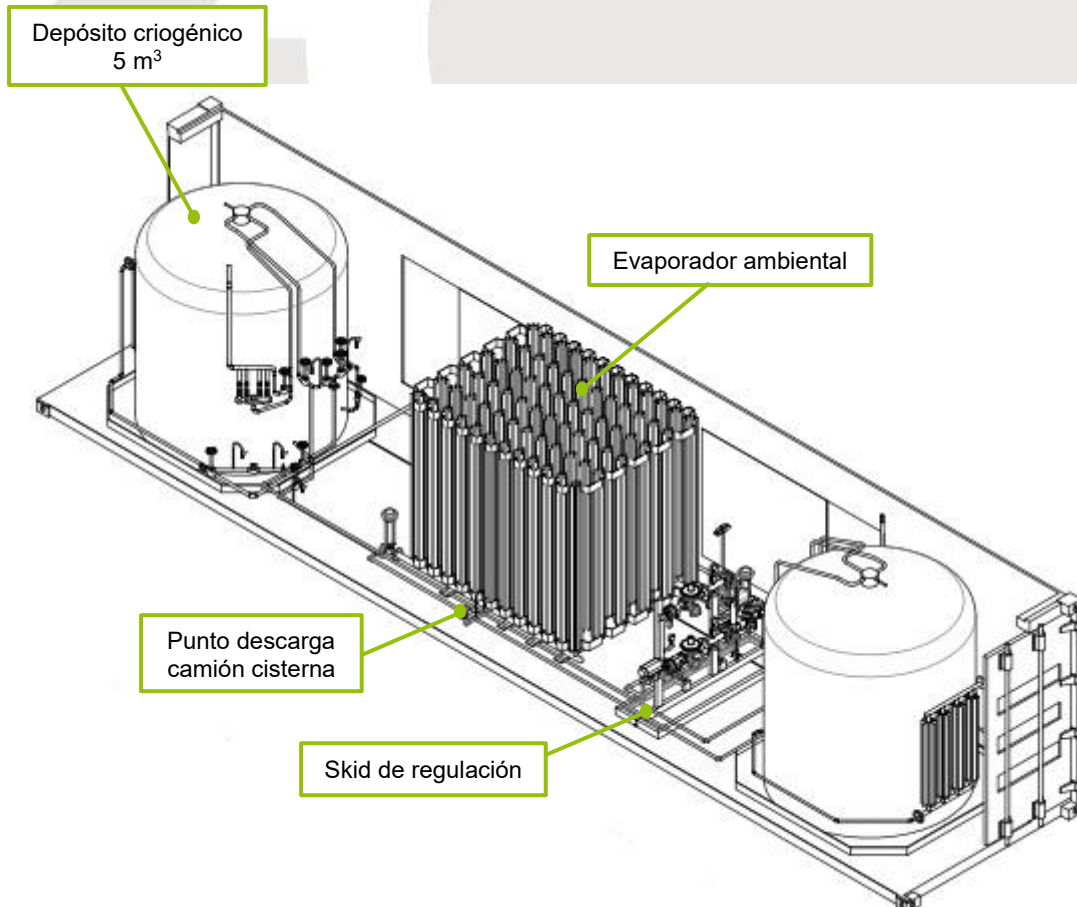 Depósito criogénico
5 m³
Evaporador ambiental
Punto descarga
camión cisterna
Skid de regulación